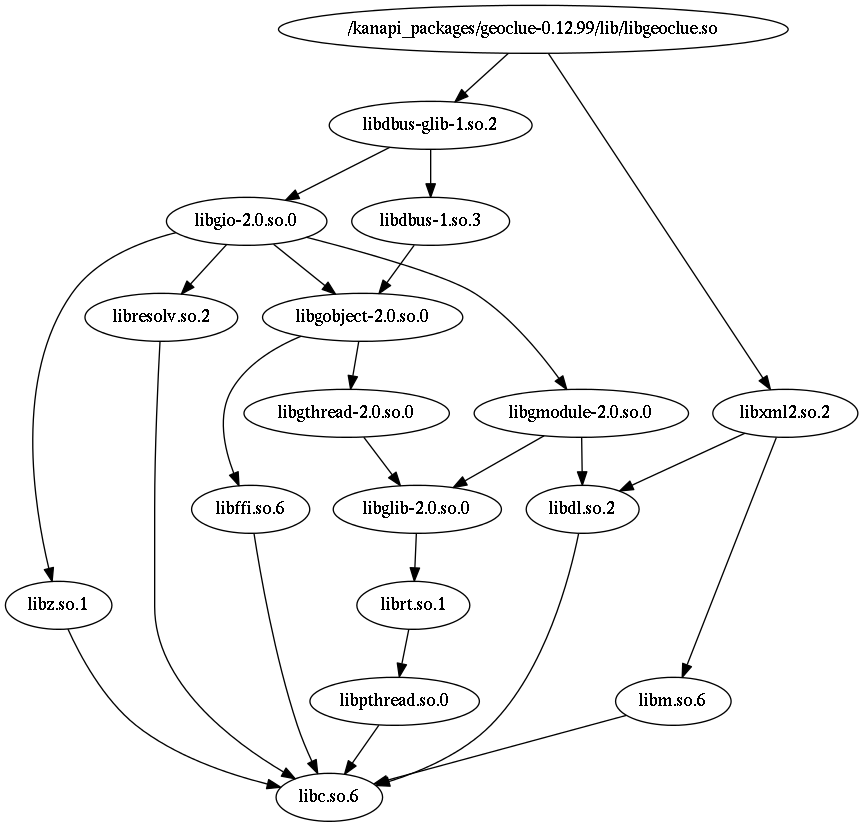 /kanapi_packages/geoclue-0.12.99/lib/libgeoclue.so
libdbus-glib-1.so.2
libgio-2.0.so.0
libdbus-1.so.3
libresolv.so.2
libgobject-2.0.so.0
libgthread-2.0.so.0
libgmodule-2.0.so.0
libxml2.so.2
libffi.so.6
libglib-2.0.so.0
libdl.so.2
libz.so.1
librt.so.1
libpthread.so.0
libm.so.6
libc.so.6